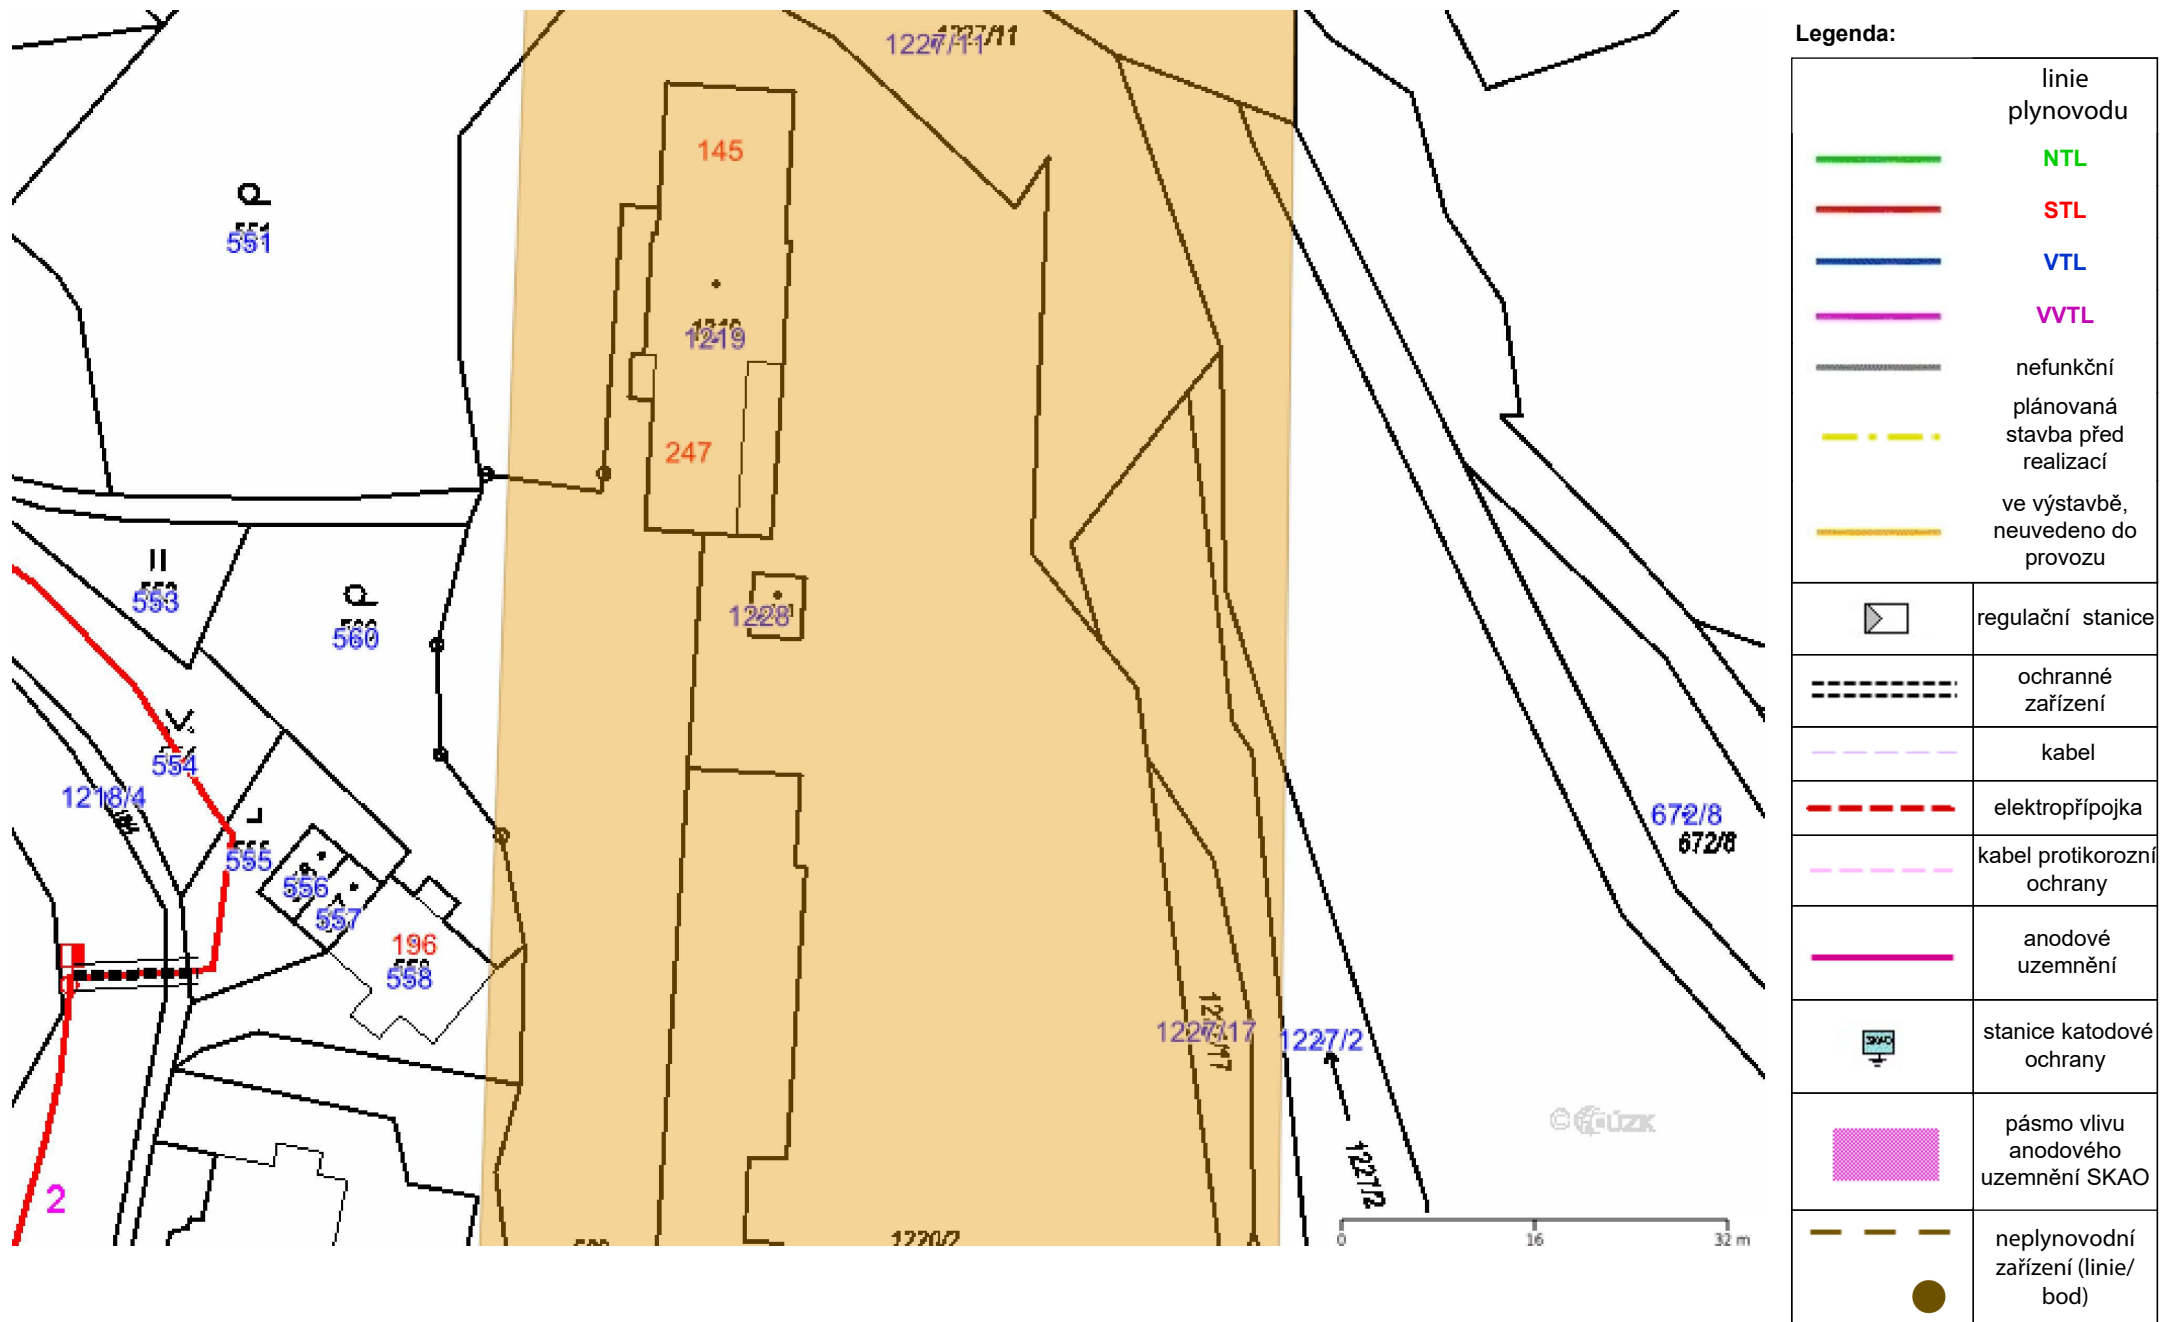 1227/11
1227/11
145
551
1219
247
553
560
1228
554
1218/4
555
556
557
196
558
672/8
672/8
1227/17
1227/2
1227/2
2
1220/2
0 16 32 m
Legenda:
linie
plynovodu
NTL
STL
VTL
VVTL
nefunkční
plánovaná
stavba před
realizací
ve výstavbě,
neuvedeno do
provozu
regulační stanice
ochranné
zařízení
kabel
elektropřípojka
kabel protikorozní
ochrany
anodové
uzemnění
SKAO
stanice katodové
ochrany
pásmo vlivu
anodového
uzemnění SKAO
neplynovodní
zařízení (linie/
bod)